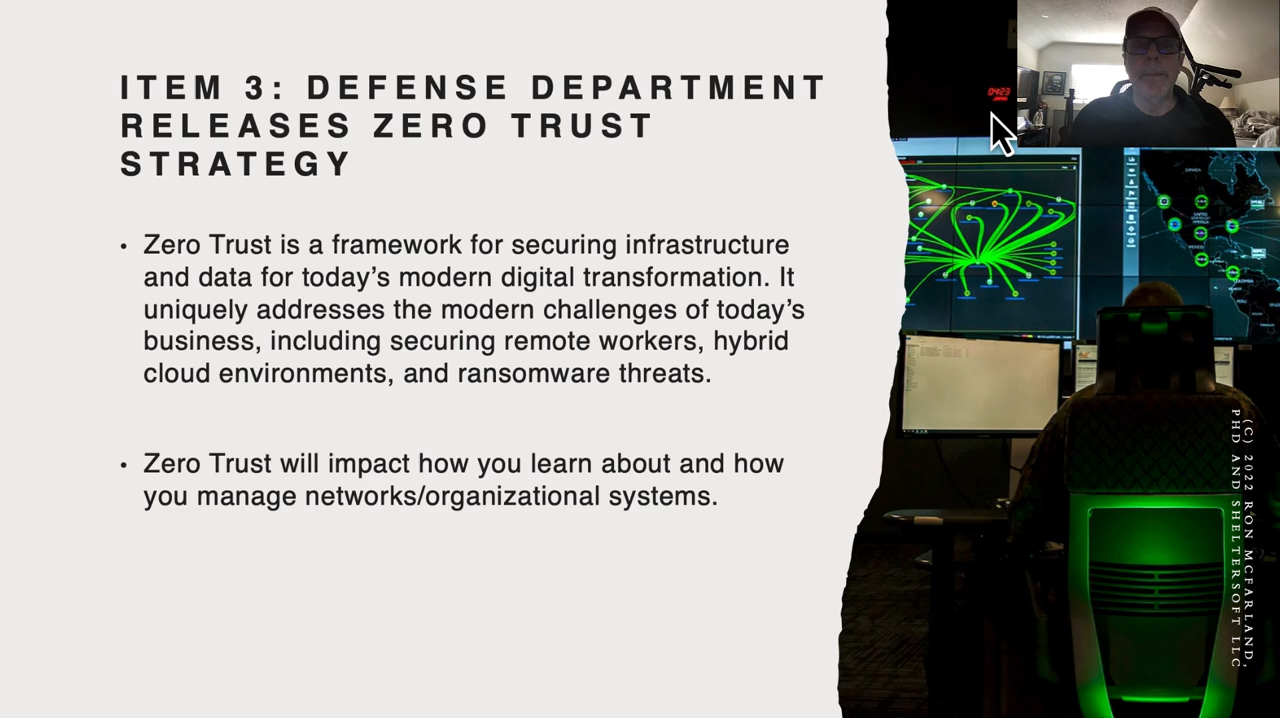 ITEM 3: DEFENSE DEPARTMENT
RELEASES ZERO TRUST
STRATEGY
• Zero Trust is a framework for securing infrastructure
and data for today’s modern digital transformation. It
uniquely addresses the modern challenges of today’s
business, including securing remote workers, hybrid
cloud environments, and ransomware threats.
• Zero Trust will impact how you learn about and how
you manage networks/organizational systems.
0423
(C) 2022 RON MCFARLAND,
PHD AND SHELTERSOFT LLC